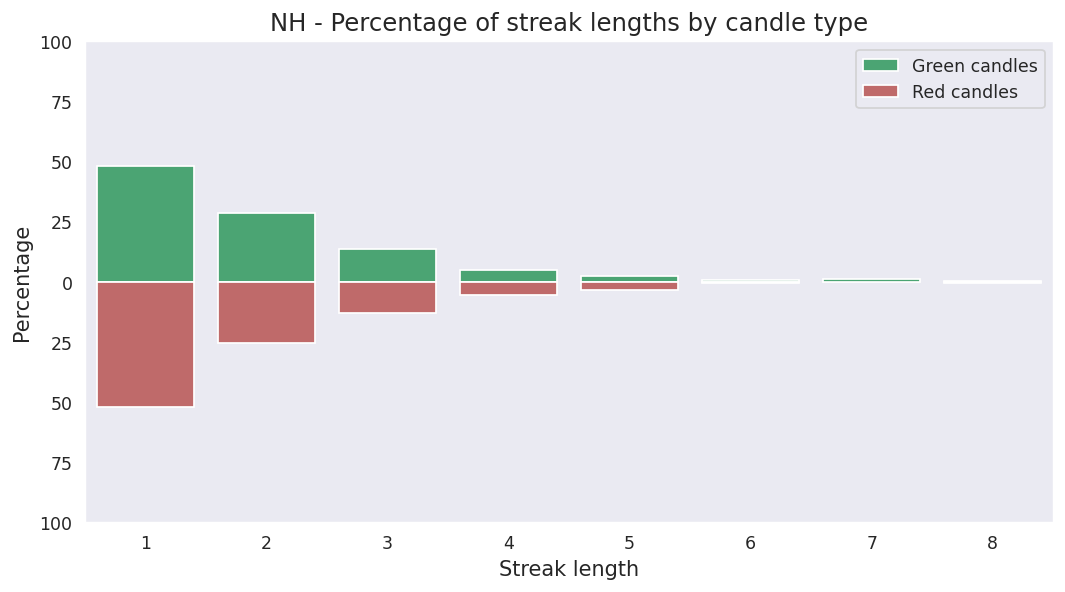 NH - Percentage of streak lengths by candle type
Green candles
Red candles
Percentage
100
75
50
25
0
25
50
75
100
1 2 3 4 5 6 7 8
Streak length